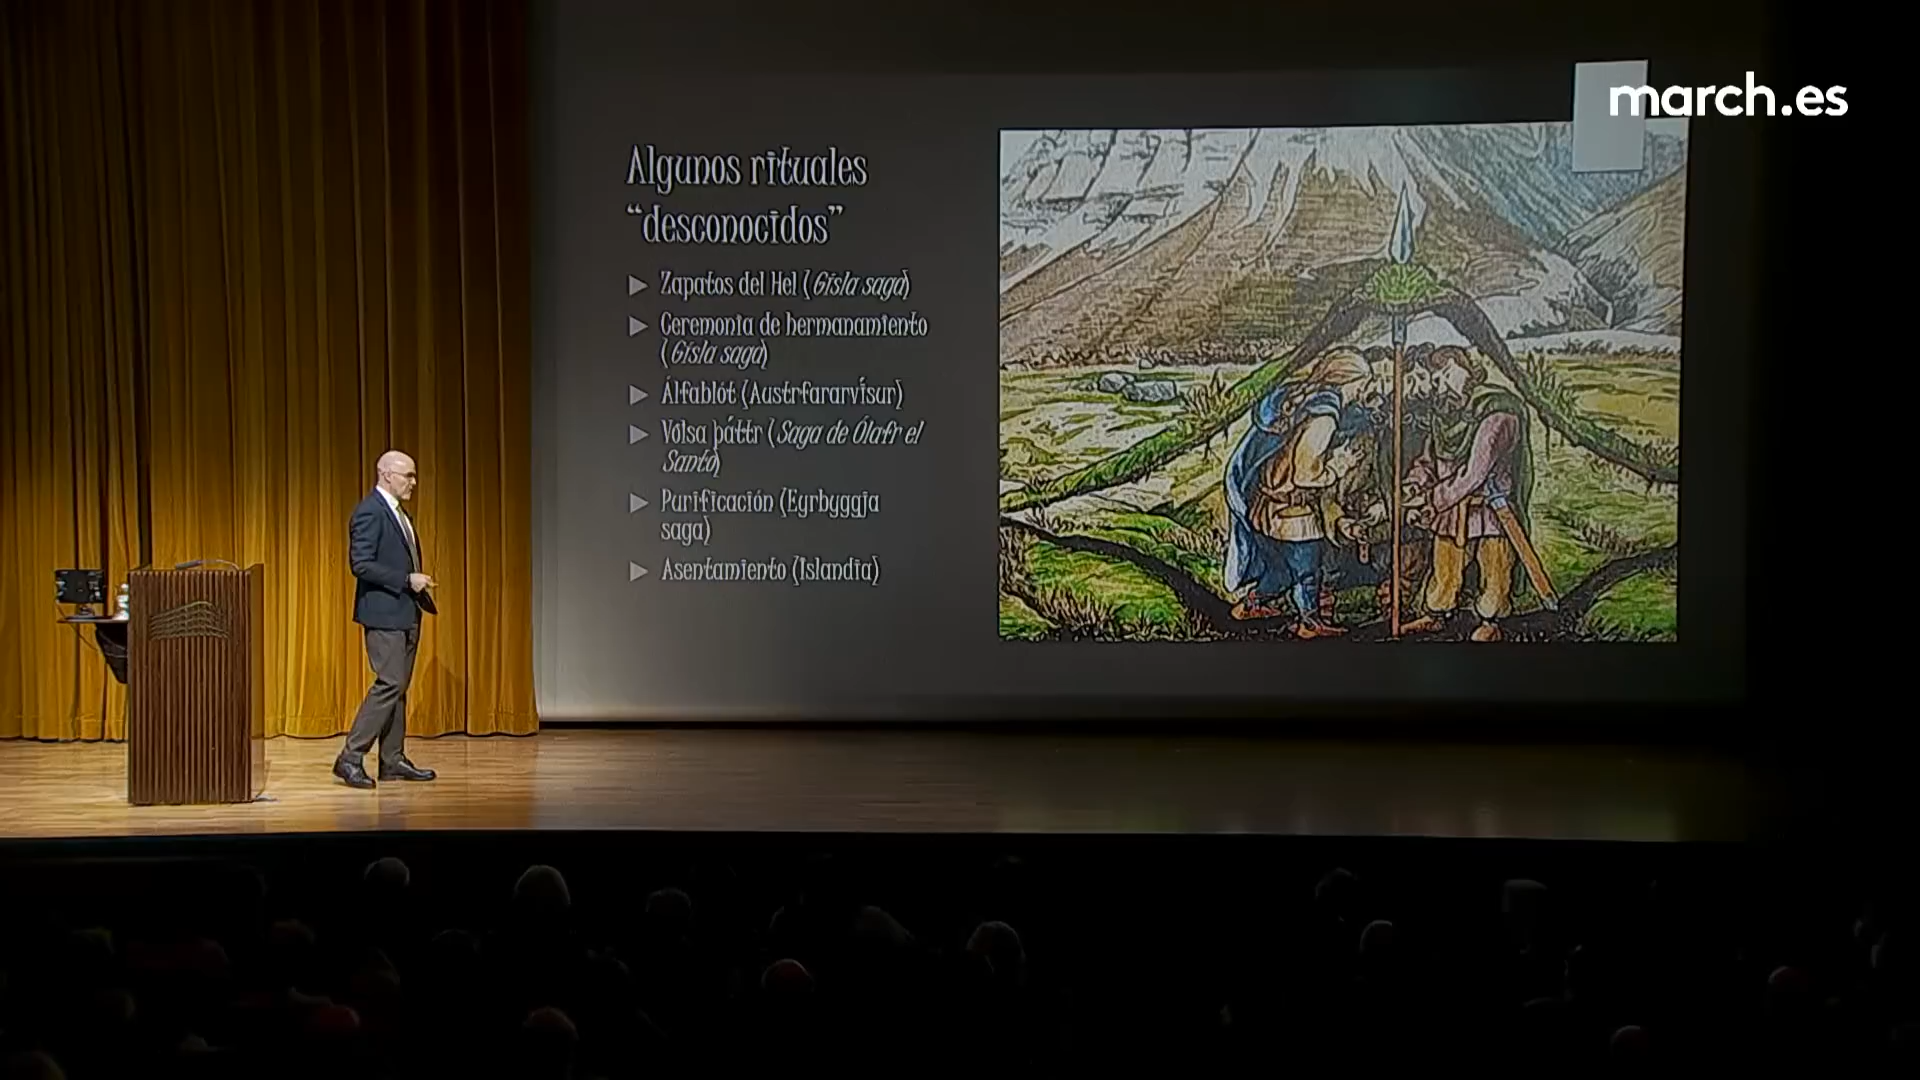 march.es
Algunos rituales
“desconocidos”
Zapatos del Hel (Gísla saga)
Ceremonia de hermanamiento
(Gísla saga)
Álfablót (Austrfararvísur)
Völsa þáttr (Saga de Ólafr el
Santo)
Purificación (Eyrbyggja
saga)
Asentamiento (Islandia)